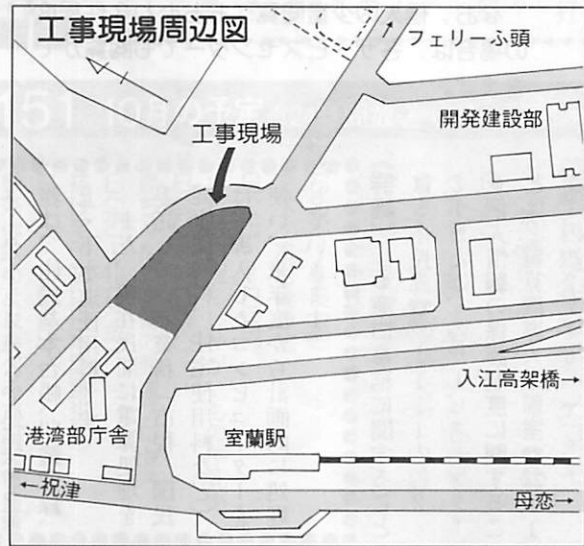 工事現場周辺図
フェリーふ頭
開発建設部
工事現場
入江高架橋→
港湾部庁舎
室蘭駅
←祝津
母恋→